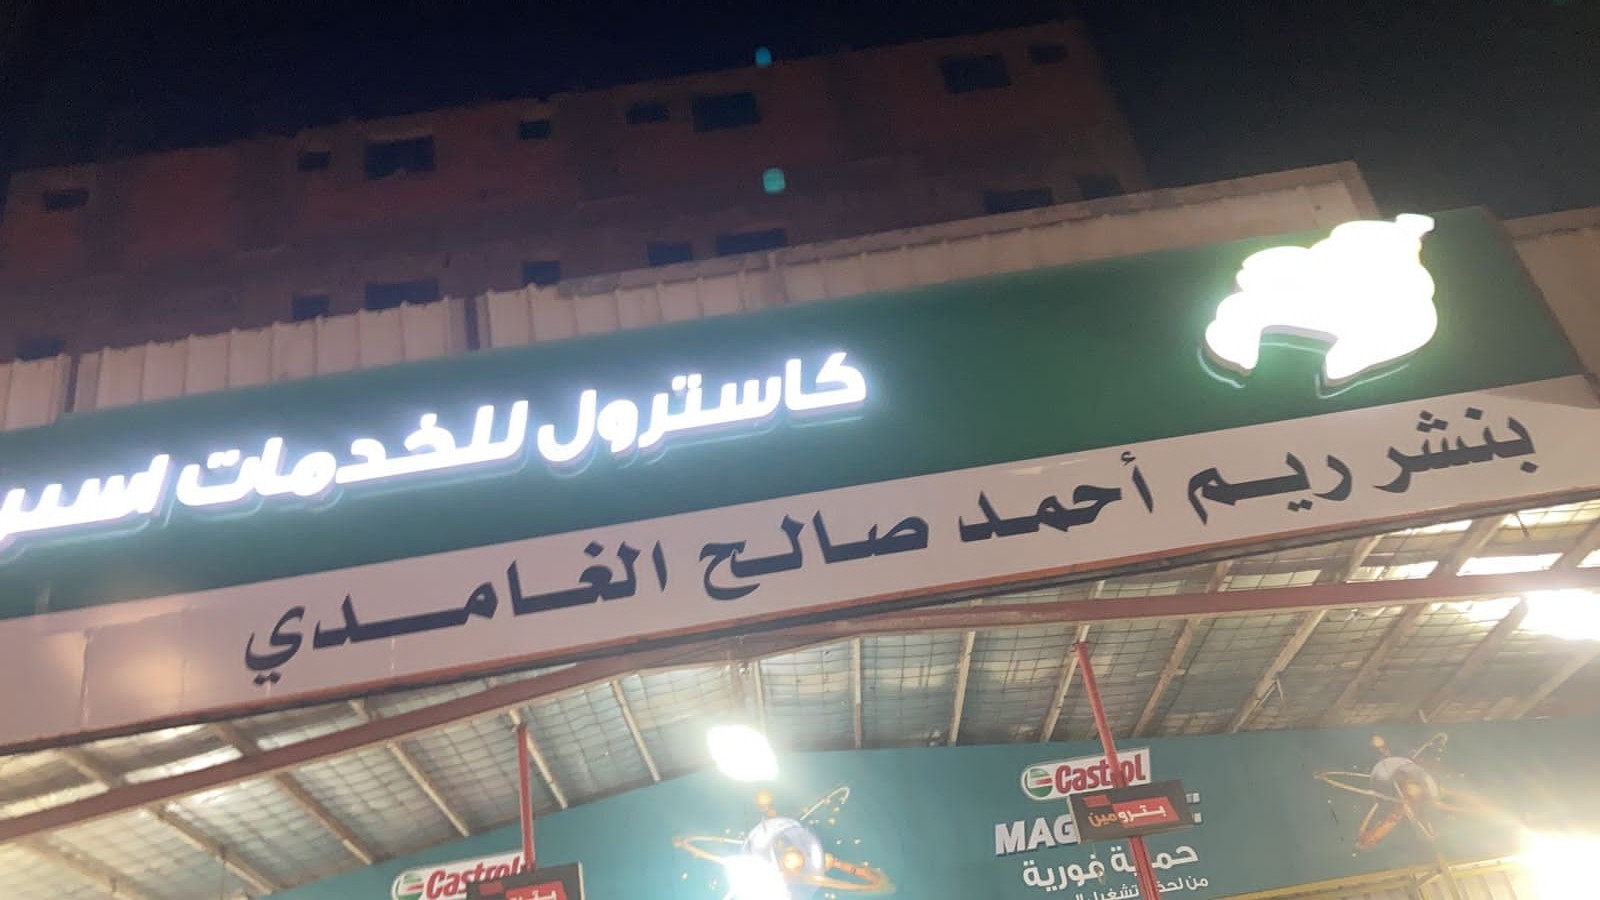 كاسترول للخدمات
بنشر ريم أحمد صالح الغامدي
Castrol
بترومين
حماية فورية
Castrol